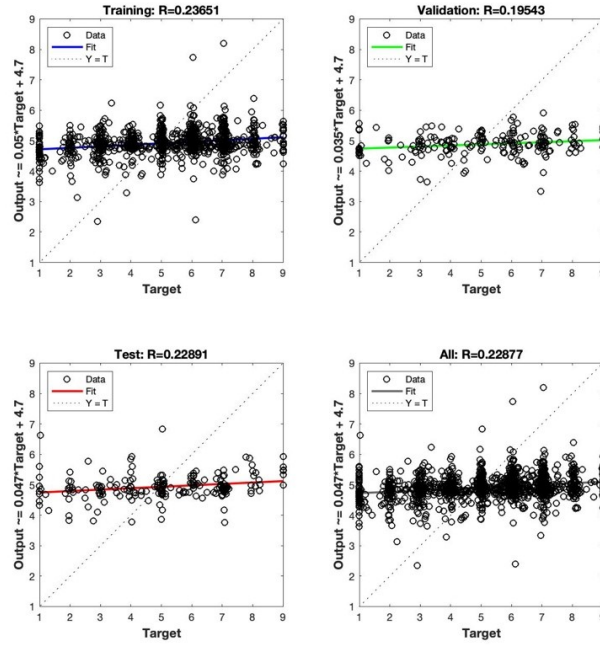 Training: R=0.23651
Output ~= 0.05*Target + 4.7
9
8
7
6
5
4
3
2
1
Data
Fit
Y = T
1 2 3 4 5 6 7 8 9
Target
Validation: R=0.19543
Output ~= 0.035*Target + 4.7
9
8
7
6
5
4
3
2
1
Data
Fit
Y = T
1 2 3 4 5 6 7 8 9
Target
Test: R=0.22891
Output ~= 0.047*Target + 4.7
9
8
7
6
5
4
3
2
1
Data
Fit
Y = T
1 2 3 4 5 6 7 8 9
Target
All: R=0.22877
Output ~= 0.047*Target + 4.7
9
8
7
6
5
4
3
2
1
Data
Fit
Y = T
1 2 3 4 5 6 7 8 9
Target